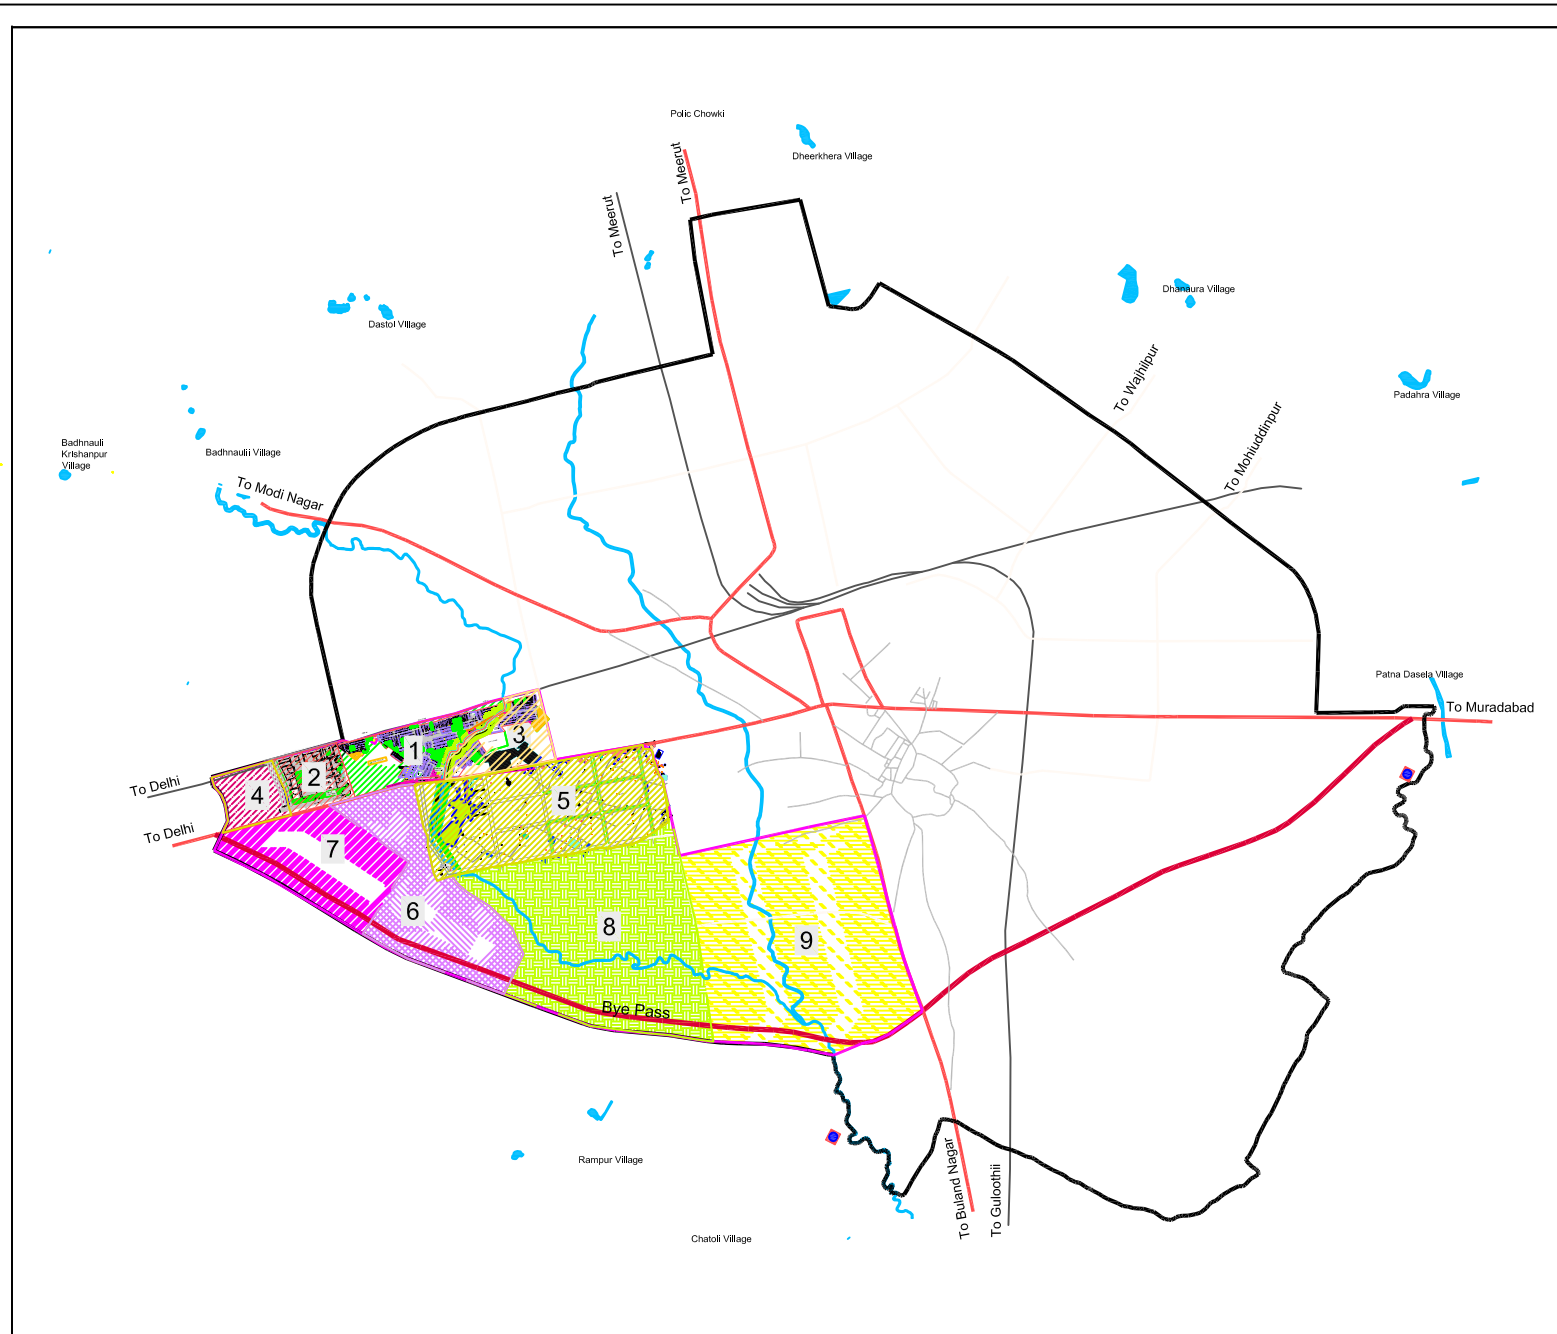 Polic Chowki
Dheerkhera Village
To Meerut
To Meerut
Dhanaura Village
Dastol Village
To Wajhilpur
Padahra Village
To Mohiuddinpur
Badhnauli
Krishanpur
Village
Badhnaulii Village
To Modi Nagar
Patna Dasela Village
To Muradabad
1
2
3
4
5
6
7
8
9
To Delhi
To Delhi
Bye Pass
Rampur Village
To Buland Nagar
To Guloothii
Chatoli Village